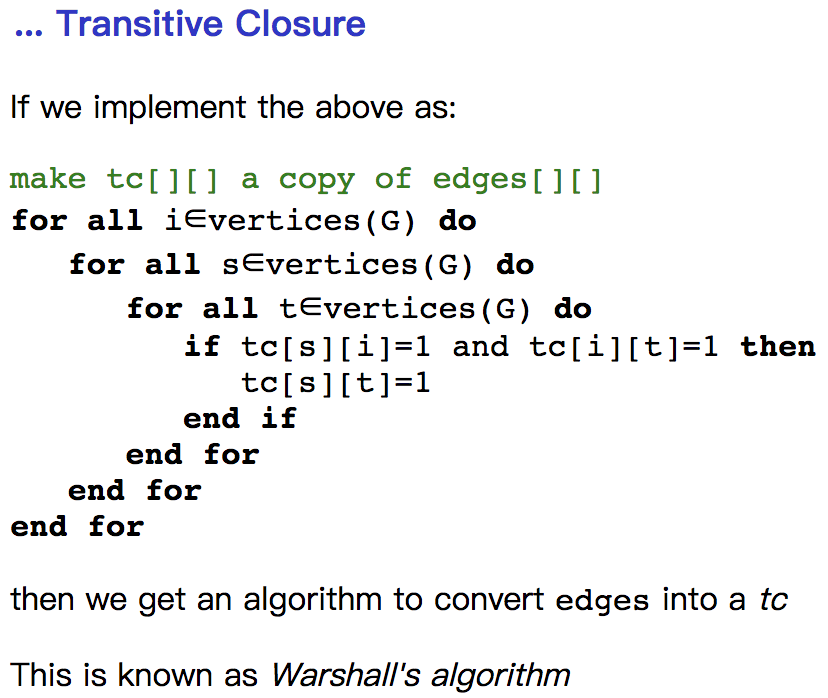 ... Transitive Closure
If we implement the above as:
make tc[][] a copy of edges[][]
for all i∈vertices(G) do
for all s∈vertices(G) do
for all t∈vertices(G) do
if tc[s][i]=1 and tc[i][t]=1 then
tc[s][t]=1
end if
end for
end for
end for
then we get an algorithm to convert edges into a tc
This is known as Warshall's algorithm